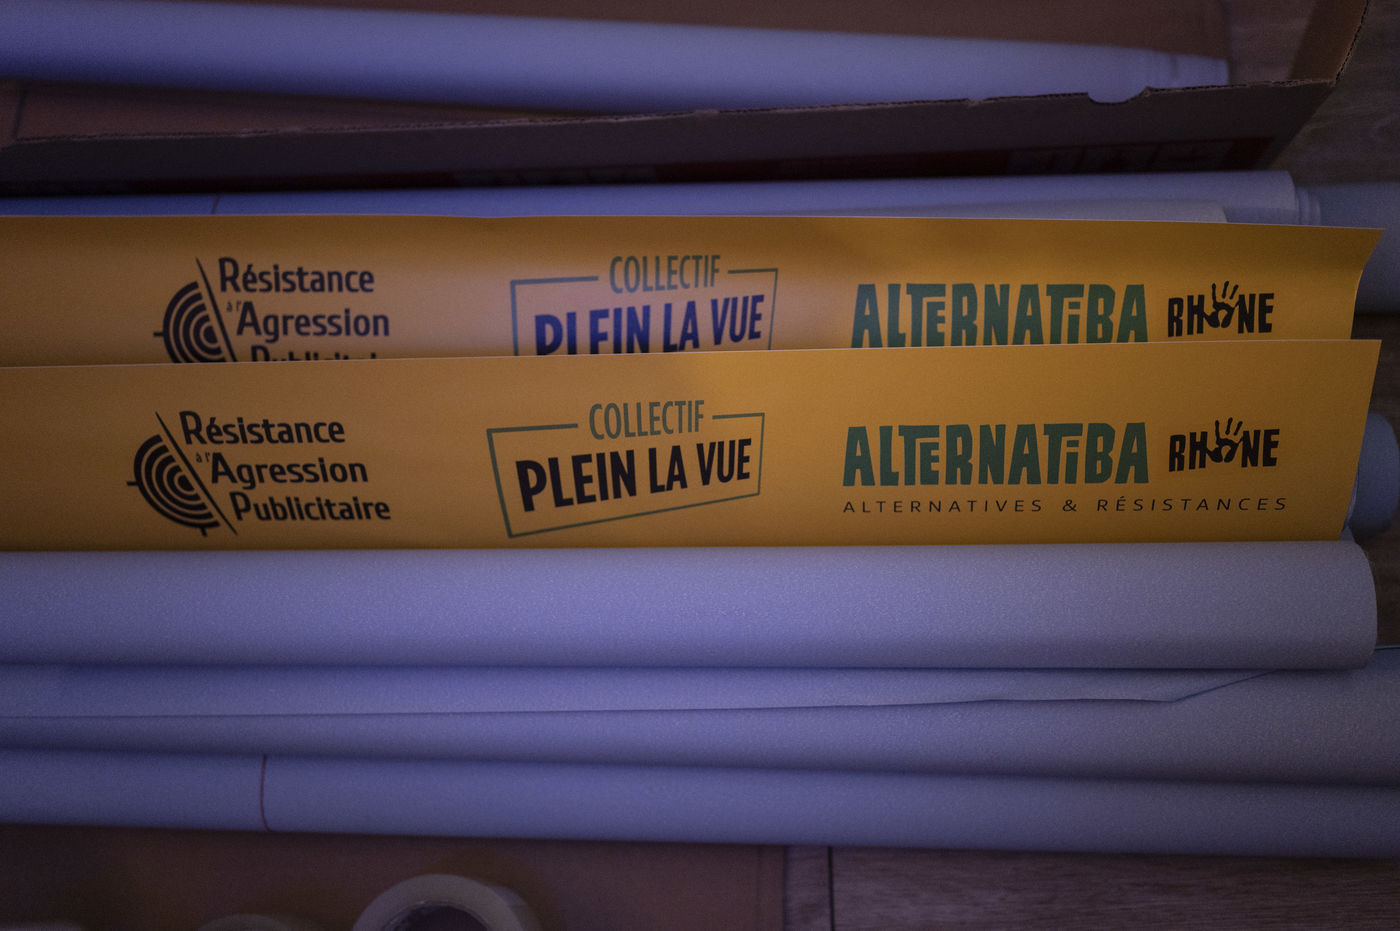 Résistance
à l'Agression
Publicitaire
COLLECTIF
PLEIN LA VUE
ALTERNATiBA RHÔNE
Résistance
à l'Agression
Publicitaire
COLLECTIF
PLEIN LA VUE
ALTERNATiBA RHÔNE
ALTERNATIVES & RÉSISTANCES